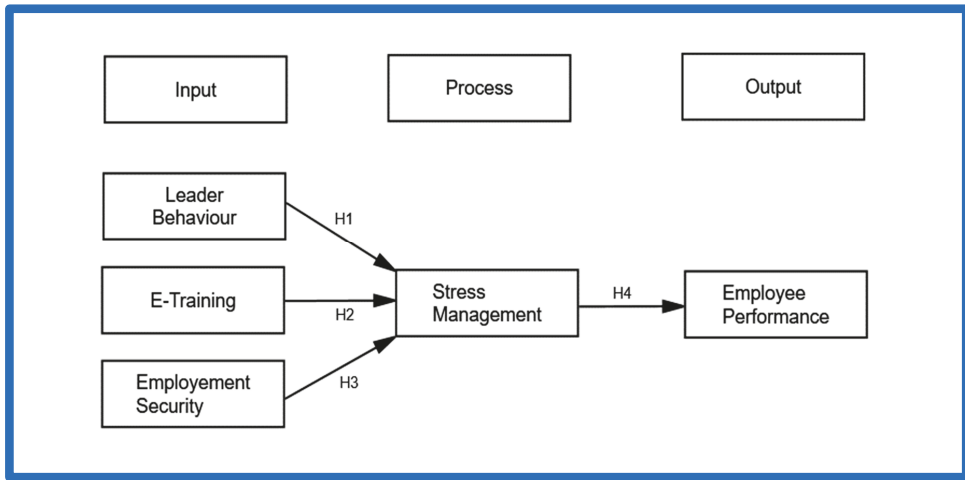 Input
Process
Output
Leader
Behaviour
H1
E-Training
H2
Stress
Management
H4
Employee
Performance
Employement
Security
H3